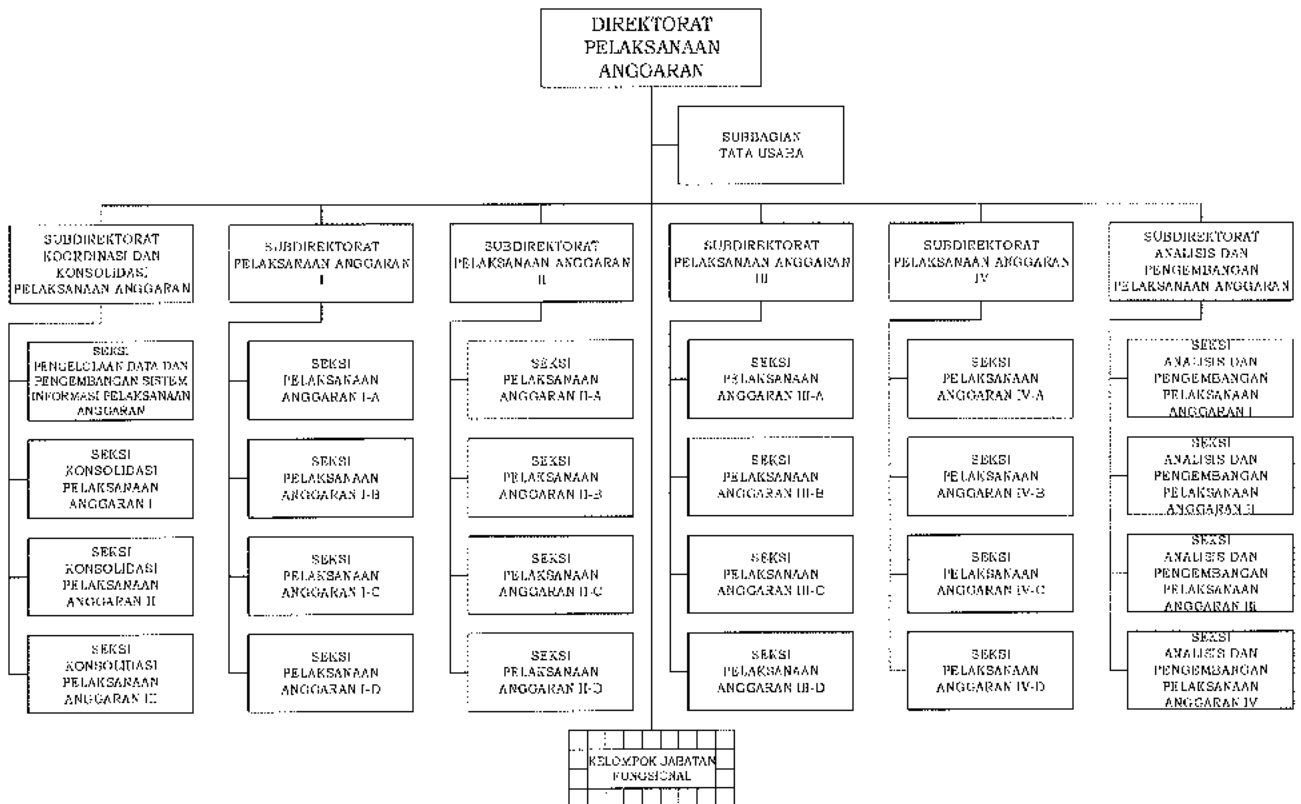 DIREKTORAT
PELAKSANAAN
ANGGARAN
SUBBAGIAN
TATA USAHA
SUBDIREKTORAT
KOORDINASI DAN
KONSOLIDASI
PELAKSANAAN ANGGARAN
SUBDIREKTORAT
PELAKSANAAN ANGGARAN
I
SUBDIREKTORAT
PELAKSANAAN ANGGARAN
II
SUBDIREKTORAT
PELAKSANAAN ANGGARAN
III
SUBDIREKTORAT
PELAKSANAAN ANGGARAN
IV
SUBDIREKTORAT
ANALISIS DAN
PENGEMBANGAN
PELAKSANAAN ANGGARAN
SEKSI
PENGELOLAAN DATA DAN
PENGEMBANGAN SISTEM
INFORMASI PELAKSANAAN
ANGGARAN
SEKSI
PELAKSANAAN
ANGGARAN I-A
SEKSI
PELAKSANAAN
ANGGARAN II-A
SEKSI
PELAKSANAAN
ANGGARAN III-A
SEKSI
PELAKSANAAN
ANGGARAN IV-A
SEKSI
ANALISIS DAN
PENGEMBANGAN
PELAKSANAAN
ANGGARAN I
SEKSI
KONSOLIDASI
PELAKSANAAN
ANGGARAN I
SEKSI
PELAKSANAAN
ANGGARAN I-B
SEKSI
PELAKSANAAN
ANGGARAN II-B
SEKSI
PELAKSANAAN
ANGGARAN III-B
SEKSI
PELAKSANAAN
ANGGARAN IV-B
SEKSI
ANALISIS DAN
PENGEMBANGAN
PELAKSANAAN
ANGGARAN II
SEKSI
KONSOLIDASI
PELAKSANAAN
ANGGARAN II
SEKSI
PELAKSANAAN
ANGGARAN I-C
SEKSI
PELAKSANAAN
ANGGARAN II-C
SEKSI
PELAKSANAAN
ANGGARAN III-C
SEKSI
PELAKSANAAN
ANGGARAN IV-C
SEKSI
ANALISIS DAN
PENGEMBANGAN
PELAKSANAAN
ANGGARAN III
SEKSI
KONSOLIDASI
PELAKSANAAN
ANGGARAN III
SEKSI
PELAKSANAAN
ANGGARAN I-D
SEKSI
PELAKSANAAN
ANGGARAN II-D
SEKSI
PELAKSANAAN
ANGGARAN III-D
SEKSI
PELAKSANAAN
ANGGARAN IV-D
SEKSI
ANALISIS DAN
PENGEMBANGAN
PELAKSANAAN
ANGGARAN IV
KELOMPOK JABATAN
FUNGSIONAL